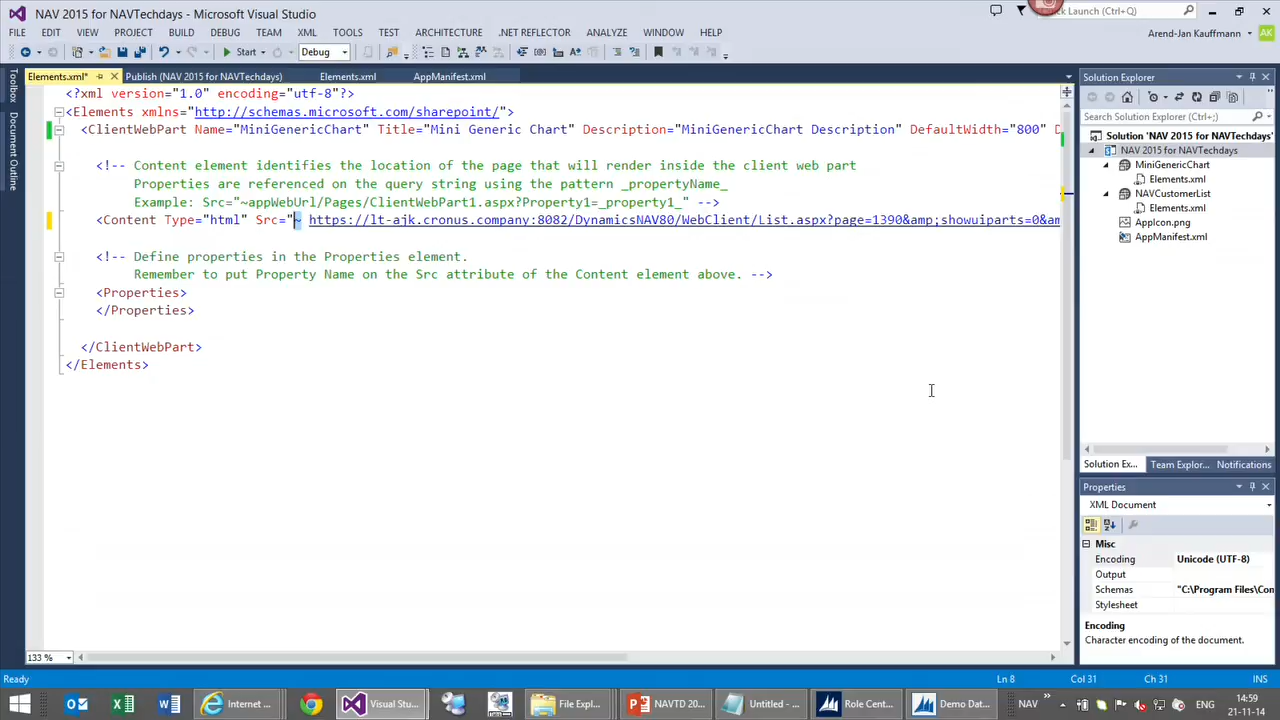 NAV 2015 for NAVTechdays - Microsoft Visual Studio
Launch (Ctrl+Q)
FILE EDIT VIEW PROJECT BUILD DEBUG TEAM XML TOOLS TEST ARCHITECTURE .NET REFLECTOR ANALYZE WINDOW HELP
Arend-Jan Kauffmann
AK
Start
Debug
Elements.xml*
Publish (NAV 2015 for NAVTechdays)
Elements.xml
AppManifest.xml
Toolbox
Document Outline
<?xml version="1.0" encoding="utf-8"?>
<Elements xmlns="http://schemas.microsoft.com/sharepoint/">
<ClientWebPart Name="MiniGenericChart" Title="Mini Generic Chart" Description="MiniGenericChart Description" DefaultWidth="800"
<!-- Content element identifies the location of the page that will render inside the client web part
Properties are referenced on the query string using the pattern _propertyName_
Example: Src="~appWebUrl/Pages/ClientWebPart1.aspx?Property1=_property1_" -->
<Content Type="html" Src="~ https://lt-ajk.cronus.company:8082/DynamicsNAV80/WebClient/List.aspx?page=1390&amp;showuiparts=0&am
<!-- Define properties in the Properties element.
Remember to put Property Name on the Src attribute of the Content element above. -->
<Properties>
</Properties>
</ClientWebPart>
</Elements>
133 %
Solution Explorer
Search Solution Explorer (Ctrl+;)
Solution 'NAV 2015 for NAVTechdays'
NAV 2015 for NAVTechdays
MiniGenericChart
Elements.xml
NAVCustomerList
Elements.xml
AppIcon.png
AppManifest.xml
Solution Ex... Team Explor... Notifications
Properties
XML Document
Misc
Encoding Unicode (UTF-8)
Output
Schemas "C:\Program Files\Con
Stylesheet
Encoding
Character encoding of the document.
Ready
Ln 8
Col 31
Ch 31
INS
Internet ...
Visual Stu...
File Expl...
NAVTD 20...
Untitled - ...
Role Cent...
Demo Dat...
NAV
ENG
14:59
21-11-14